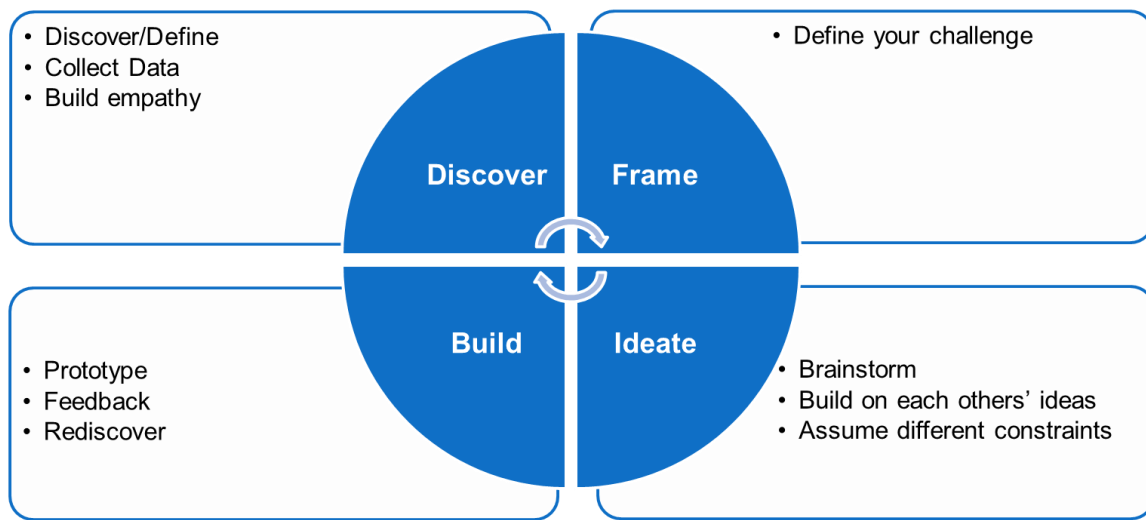 • Discover/Define
• Collect Data
• Build empathy
• Define your challenge
Discover
Frame
Build
Ideate
• Prototype
• Feedback
• Rediscover
• Brainstorm
• Build on each others’ ideas
• Assume different constraints